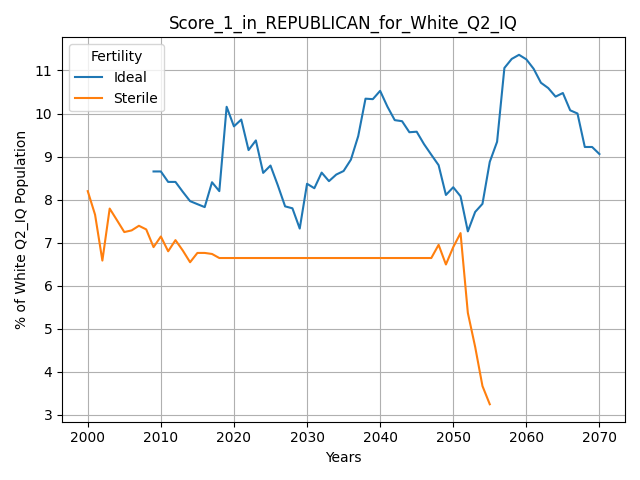 Score_1_in_REPUBLICAN_for_White_Q2_IQ
Fertility
Ideal
Sterile
% of White Q2_IQ Population
11
10
9
8
7
6
5
4
3
2000 2010 2020 2030 2040 2050 2060 2070
Years